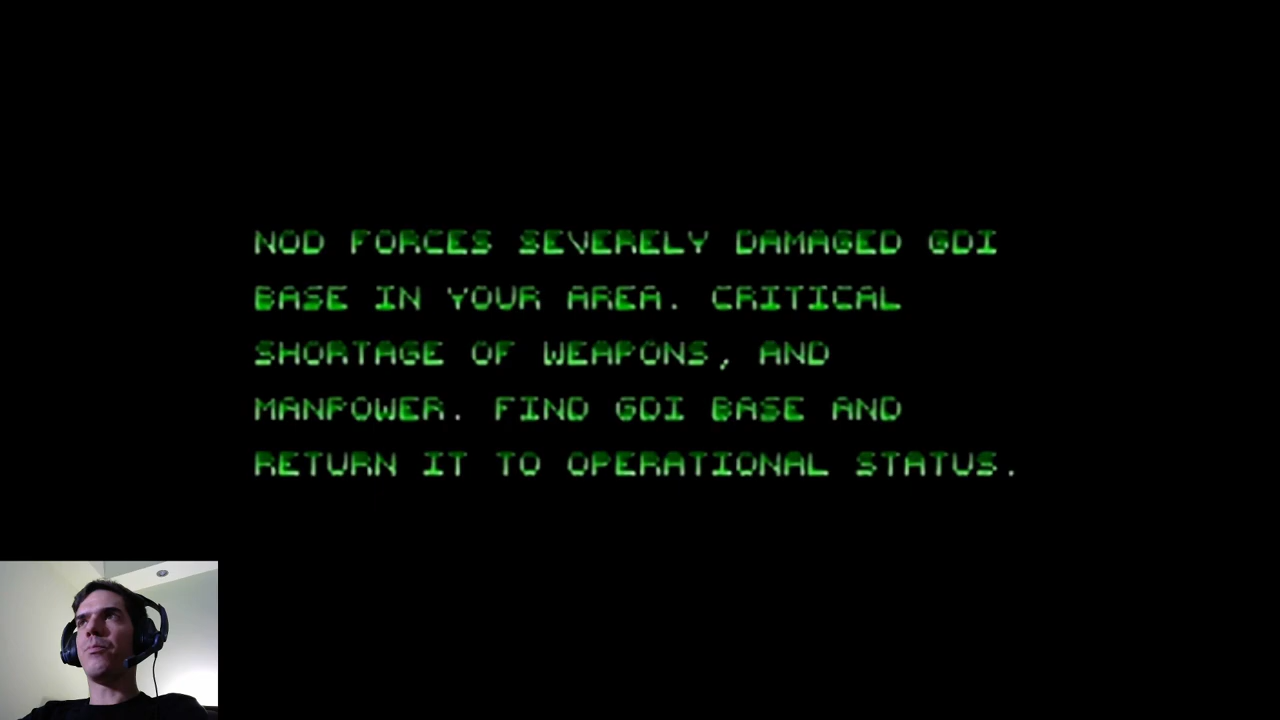 NOD FORCES SEVERELY DAMAGED GDI
BASE IN YOUR AREA. CRITICAL
SHORTAGE OF WEAPONS, AND
MANPOWER. FIND GDI BASE AND
RETURN IT TO OPERATIONAL STATUS.